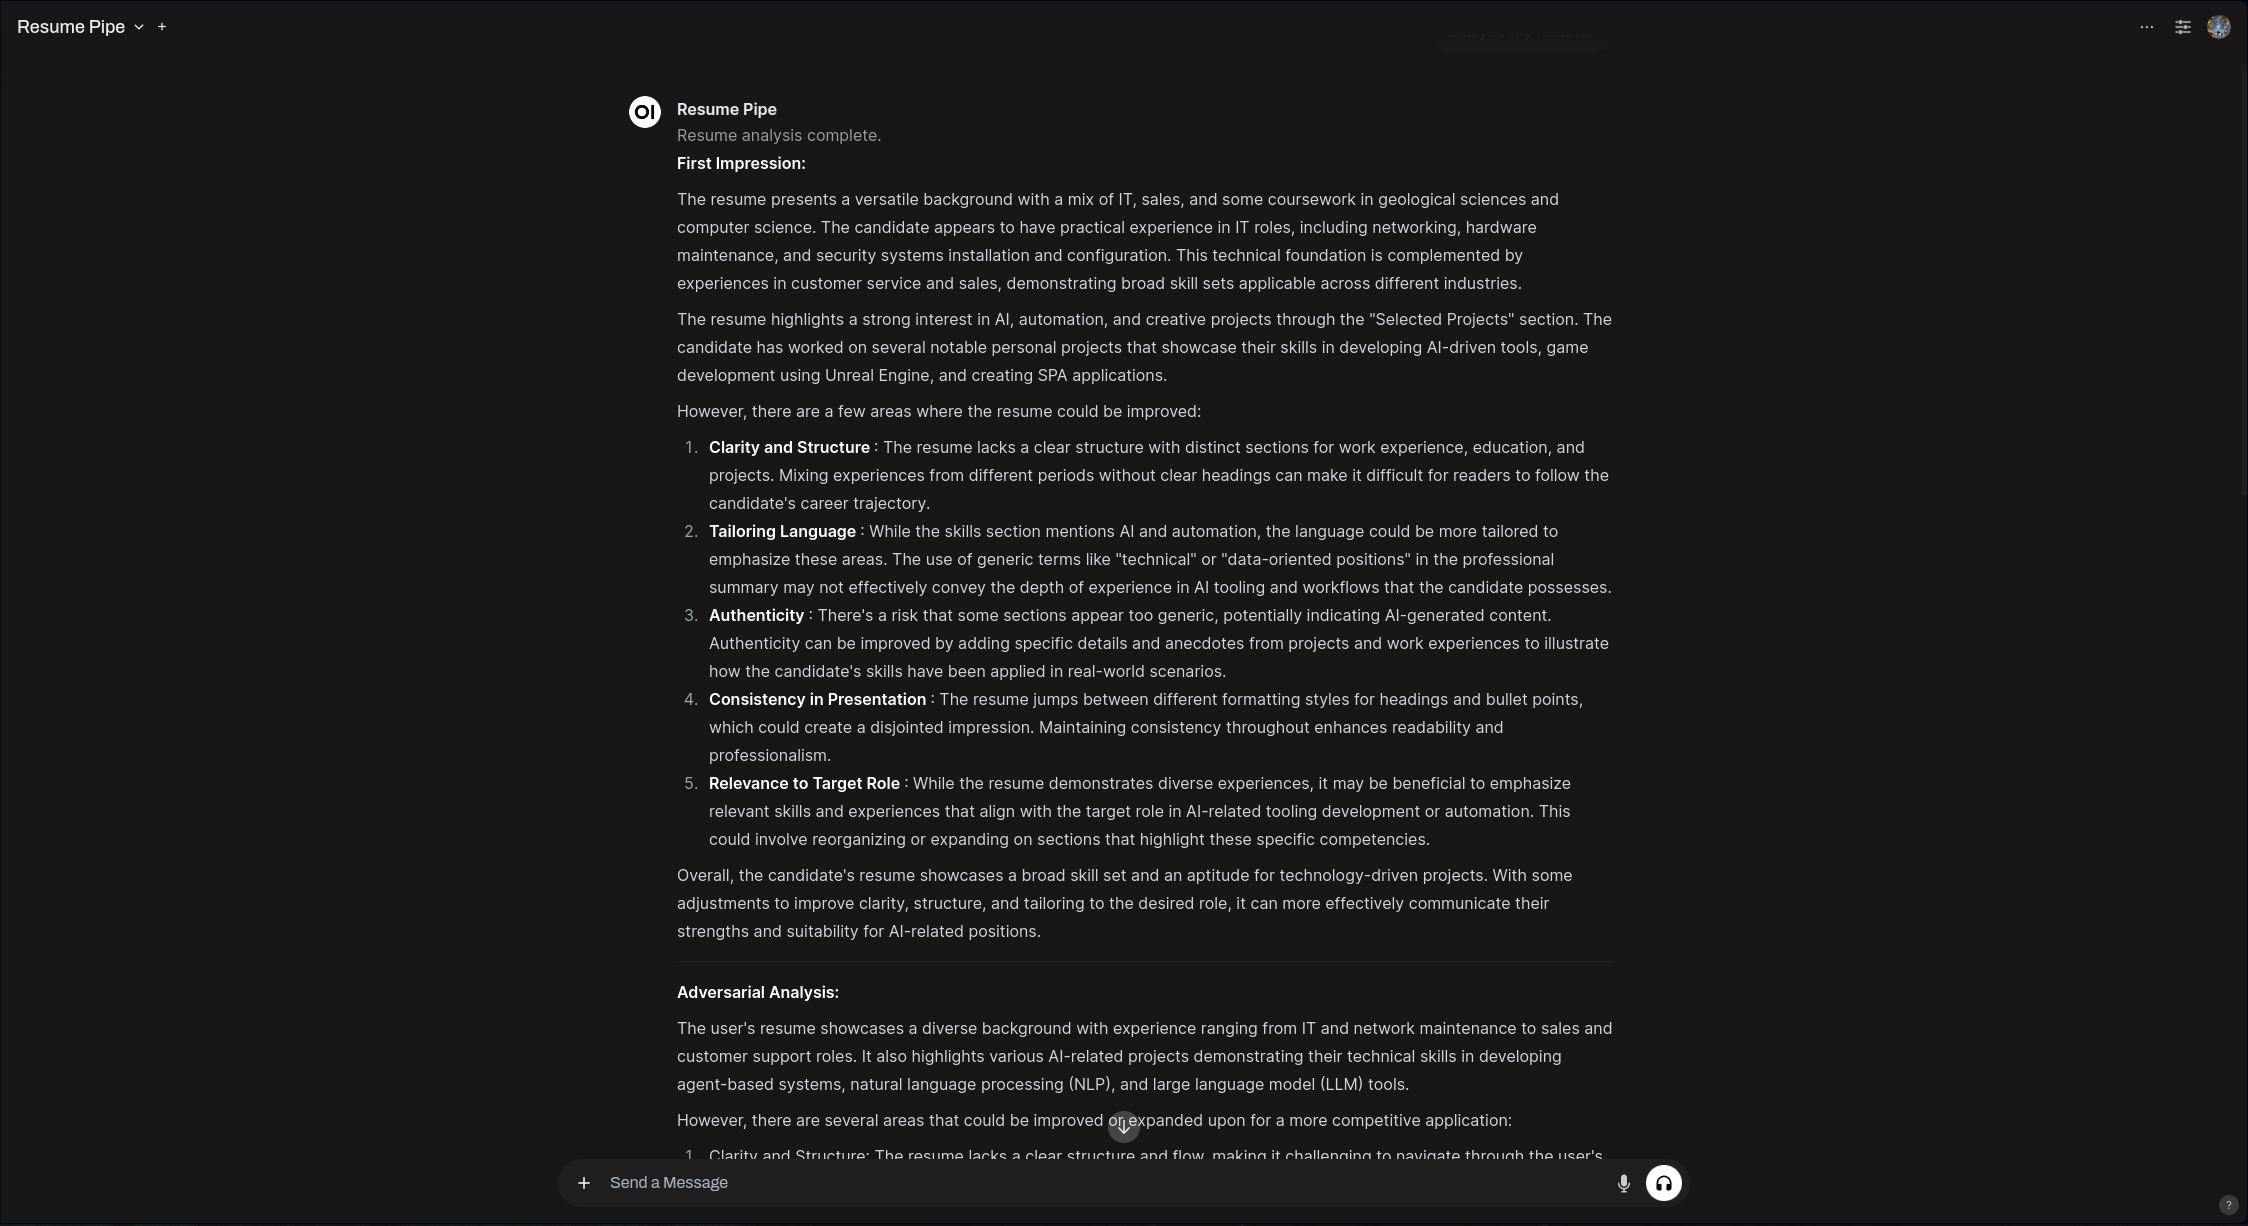 Resume Pipe
OI
Resume Pipe
Resume analysis complete.
First Impression:
The resume presents a versatile background with a mix of IT, sales, and some coursework in geological sciences and
computer science. The candidate appears to have practical experience in IT roles, including networking, hardware
maintenance, and security systems installation and configuration. This technical foundation is complemented by
experiences in customer service and sales, demonstrating broad skill sets applicable across different industries.
The resume highlights a strong interest in AI, automation, and creative projects through the "Selected Projects" section. The
candidate has worked on several notable personal projects that showcase their skills in developing AI-driven tools, game
development using Unreal Engine, and creating SPA applications.
However, there are a few areas where the resume could be improved:
1. Clarity and Structure : The resume lacks a clear structure with distinct sections for work experience, education, and
projects. Mixing experiences from different periods without clear headings can make it difficult for readers to follow the
candidate's career trajectory.
2. Tailoring Language : While the skills section mentions AI and automation, the language could be more tailored to
emphasize these areas. The use of generic terms like "technical" or "data-oriented positions" in the professional
summary may not effectively convey the depth of experience in AI tooling and workflows that the candidate possesses.
3. Authenticity : There's a risk that some sections appear too generic, potentially indicating AI-generated content.
Authenticity can be improved by adding specific details and anecdotes from projects and work experiences to illustrate
how the candidate's skills have been applied in real-world scenarios.
4. Consistency in Presentation : The resume jumps between different formatting styles for headings and bullet points,
which could create a disjointed impression. Maintaining consistency throughout enhances readability and
professionalism.
5. Relevance to Target Role : While the resume demonstrates diverse experiences, it may be beneficial to emphasize
relevant skills and experiences that align with the target role in AI-related tooling development or automation. This
could involve reorganizing or expanding on sections that highlight these specific competencies.
Overall, the candidate's resume showcases a broad skill set and an aptitude for technology-driven projects. With some
adjustments to improve clarity, structure, and tailoring to the desired role, it can more effectively communicate their
strengths and suitability for AI-related positions.
Adversarial Analysis:
The user's resume showcases a diverse background with experience ranging from IT and network maintenance to sales and
customer support roles. It also highlights various AI-related projects demonstrating their technical skills in developing
agent-based systems, natural language processing (NLP), and large language model (LLM) tools.
However, there are several areas that could be improved or expanded upon for a more competitive application:
1. Clarity and Structure: The resume lacks a clear structure and flow, making it challenging to navigate through the user's
Send a Message
?